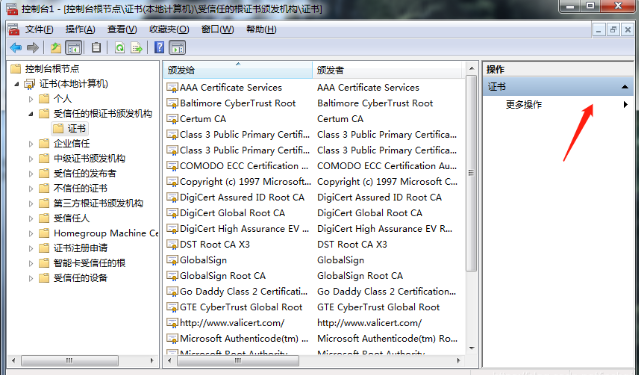 控制台1 - [控制台根节点\证书(本地计算机)\受信任的根证书颁发机构\证书]
文件(F) 操作(A) 查看(V) 收藏夹(O) 窗口(W) 帮助(H)
控制台根节点
证书(本地计算机)
个人
受信任的根证书颁发机构
证书
企业信任
中级证书颁发机构
受信任的发布者
不信任的证书
第三方根证书颁发机构
受信任人
Homegroup Machine Ce
证书注册申请
智能卡受信任的根
受信任的设备
颁发给 颁发者
AAA Certificate Services AAA Certificate Services
Baltimore CyberTrust Root Baltimore CyberTrust Root
Certum CA Certum CA
Class 3 Public Primary Certifi... Class 3 Public Primary Certifi...
Class 3 Public Primary Certifi... Class 3 Public Primary Certifi...
COMODO ECC Certification ... COMODO ECC Certification Au...
Copyright (c) 1997 Microsoft... Copyright (c) 1997 Microsoft C...
DigiCert Assured ID Root CA DigiCert Assured ID Root CA
DigiCert Global Root CA DigiCert Global Root CA
DigiCert High Assurance EV ... DigiCert High Assurance EV R...
DST Root CA X3 DST Root CA X3
GlobalSign GlobalSign
GlobalSign Root CA GlobalSign Root CA
Go Daddy Class 2 Certification... Go Daddy Class 2 Certificatio...
GTE CyberTrust Global Root GTE CyberTrust Global Root
http://www.valicert.com/ http://www.valicert.com/
Microsoft Authenticode(tm) ... Microsoft Authenticode(tm) Ro...
Microsoft Root Authority Microsoft Root Authority
操作
证书
更多操作